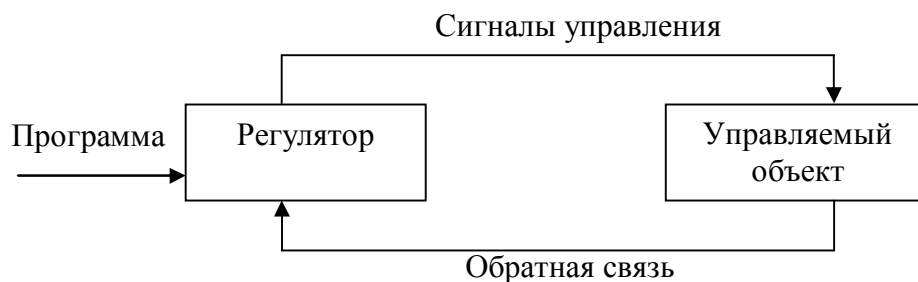 Сигналы управления
Программа
Регулятор
Управляемый
объект
Обратная связь